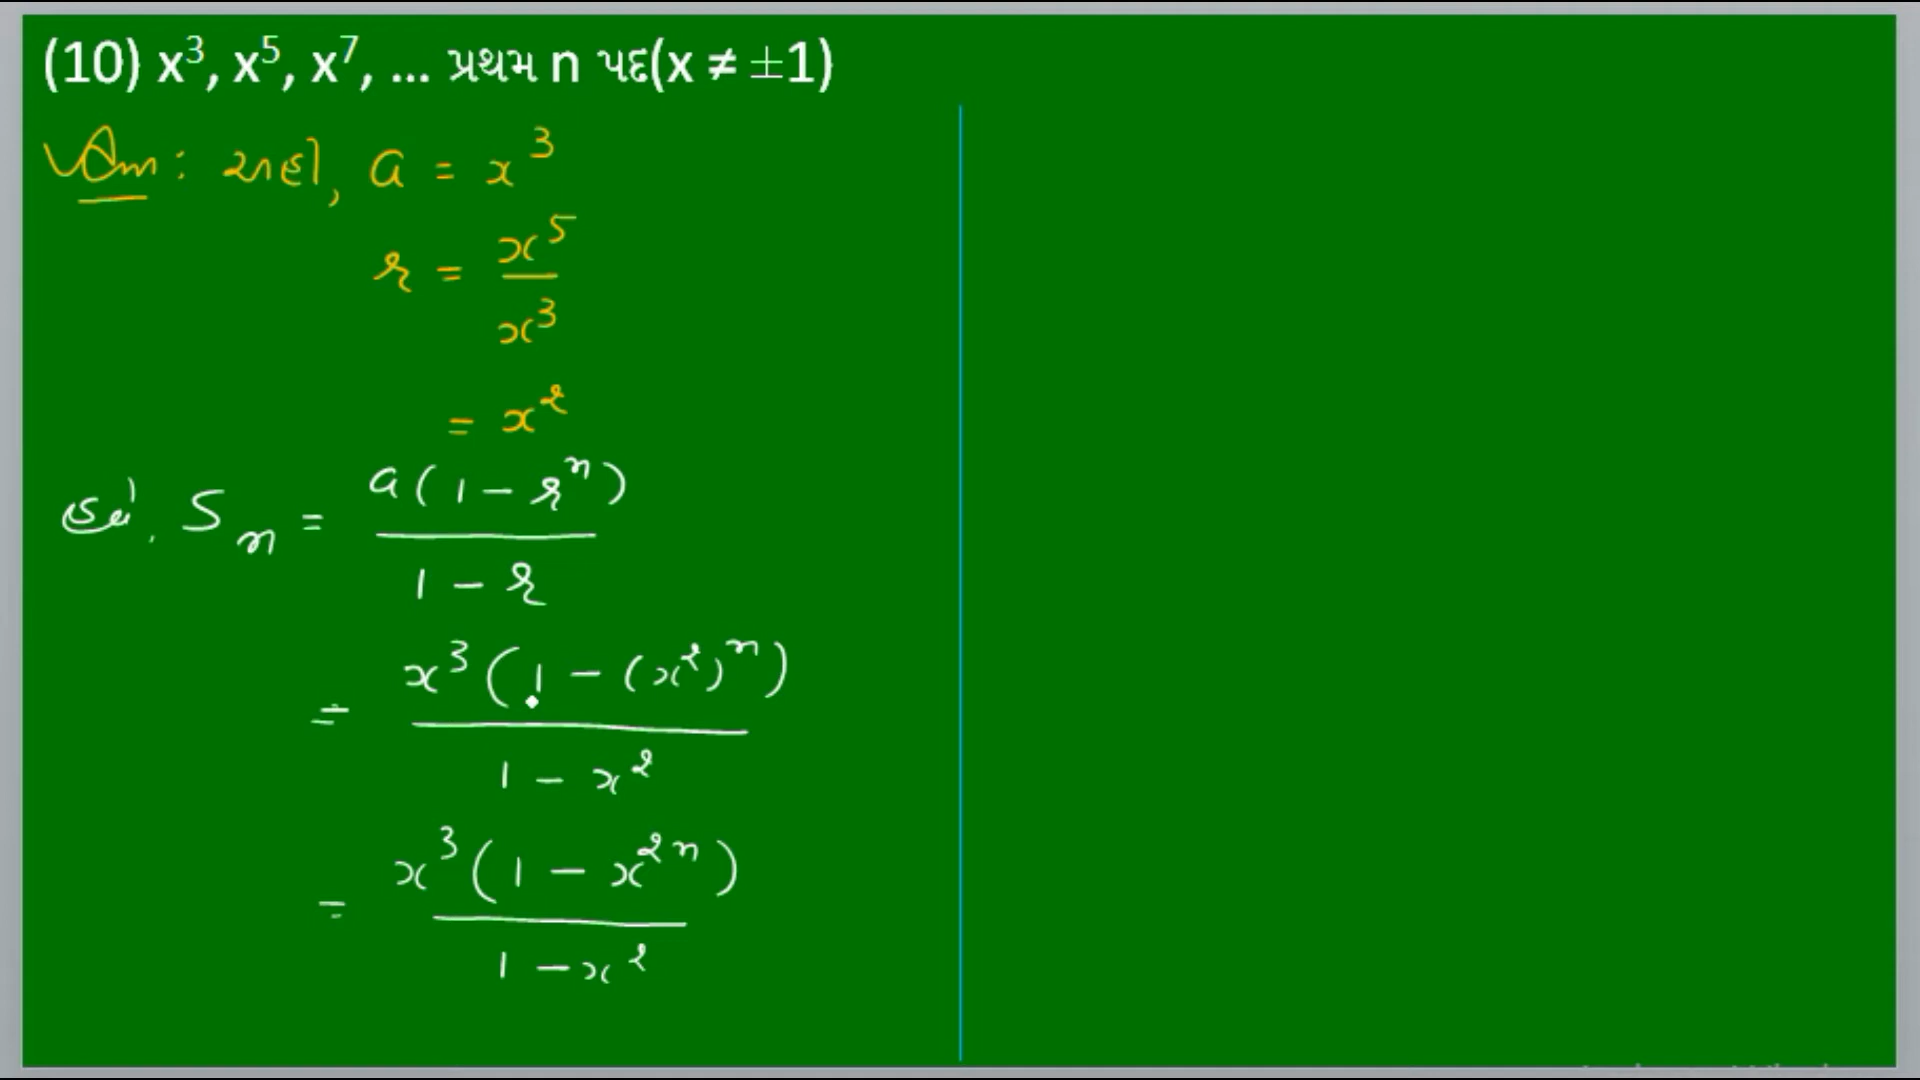 (10) x³, x⁵, x⁷, ... પ્રથમ n પદ(x ≠ ±1)
અહીં, a = x³
r = x⁵ / x³
= x²
હવે, Sₙ = a(1 - rⁿ) / 1 - r
= x³(1 - (x²)ⁿ) / 1 - x²
= x³(1 - x²ⁿ) / 1 - x²